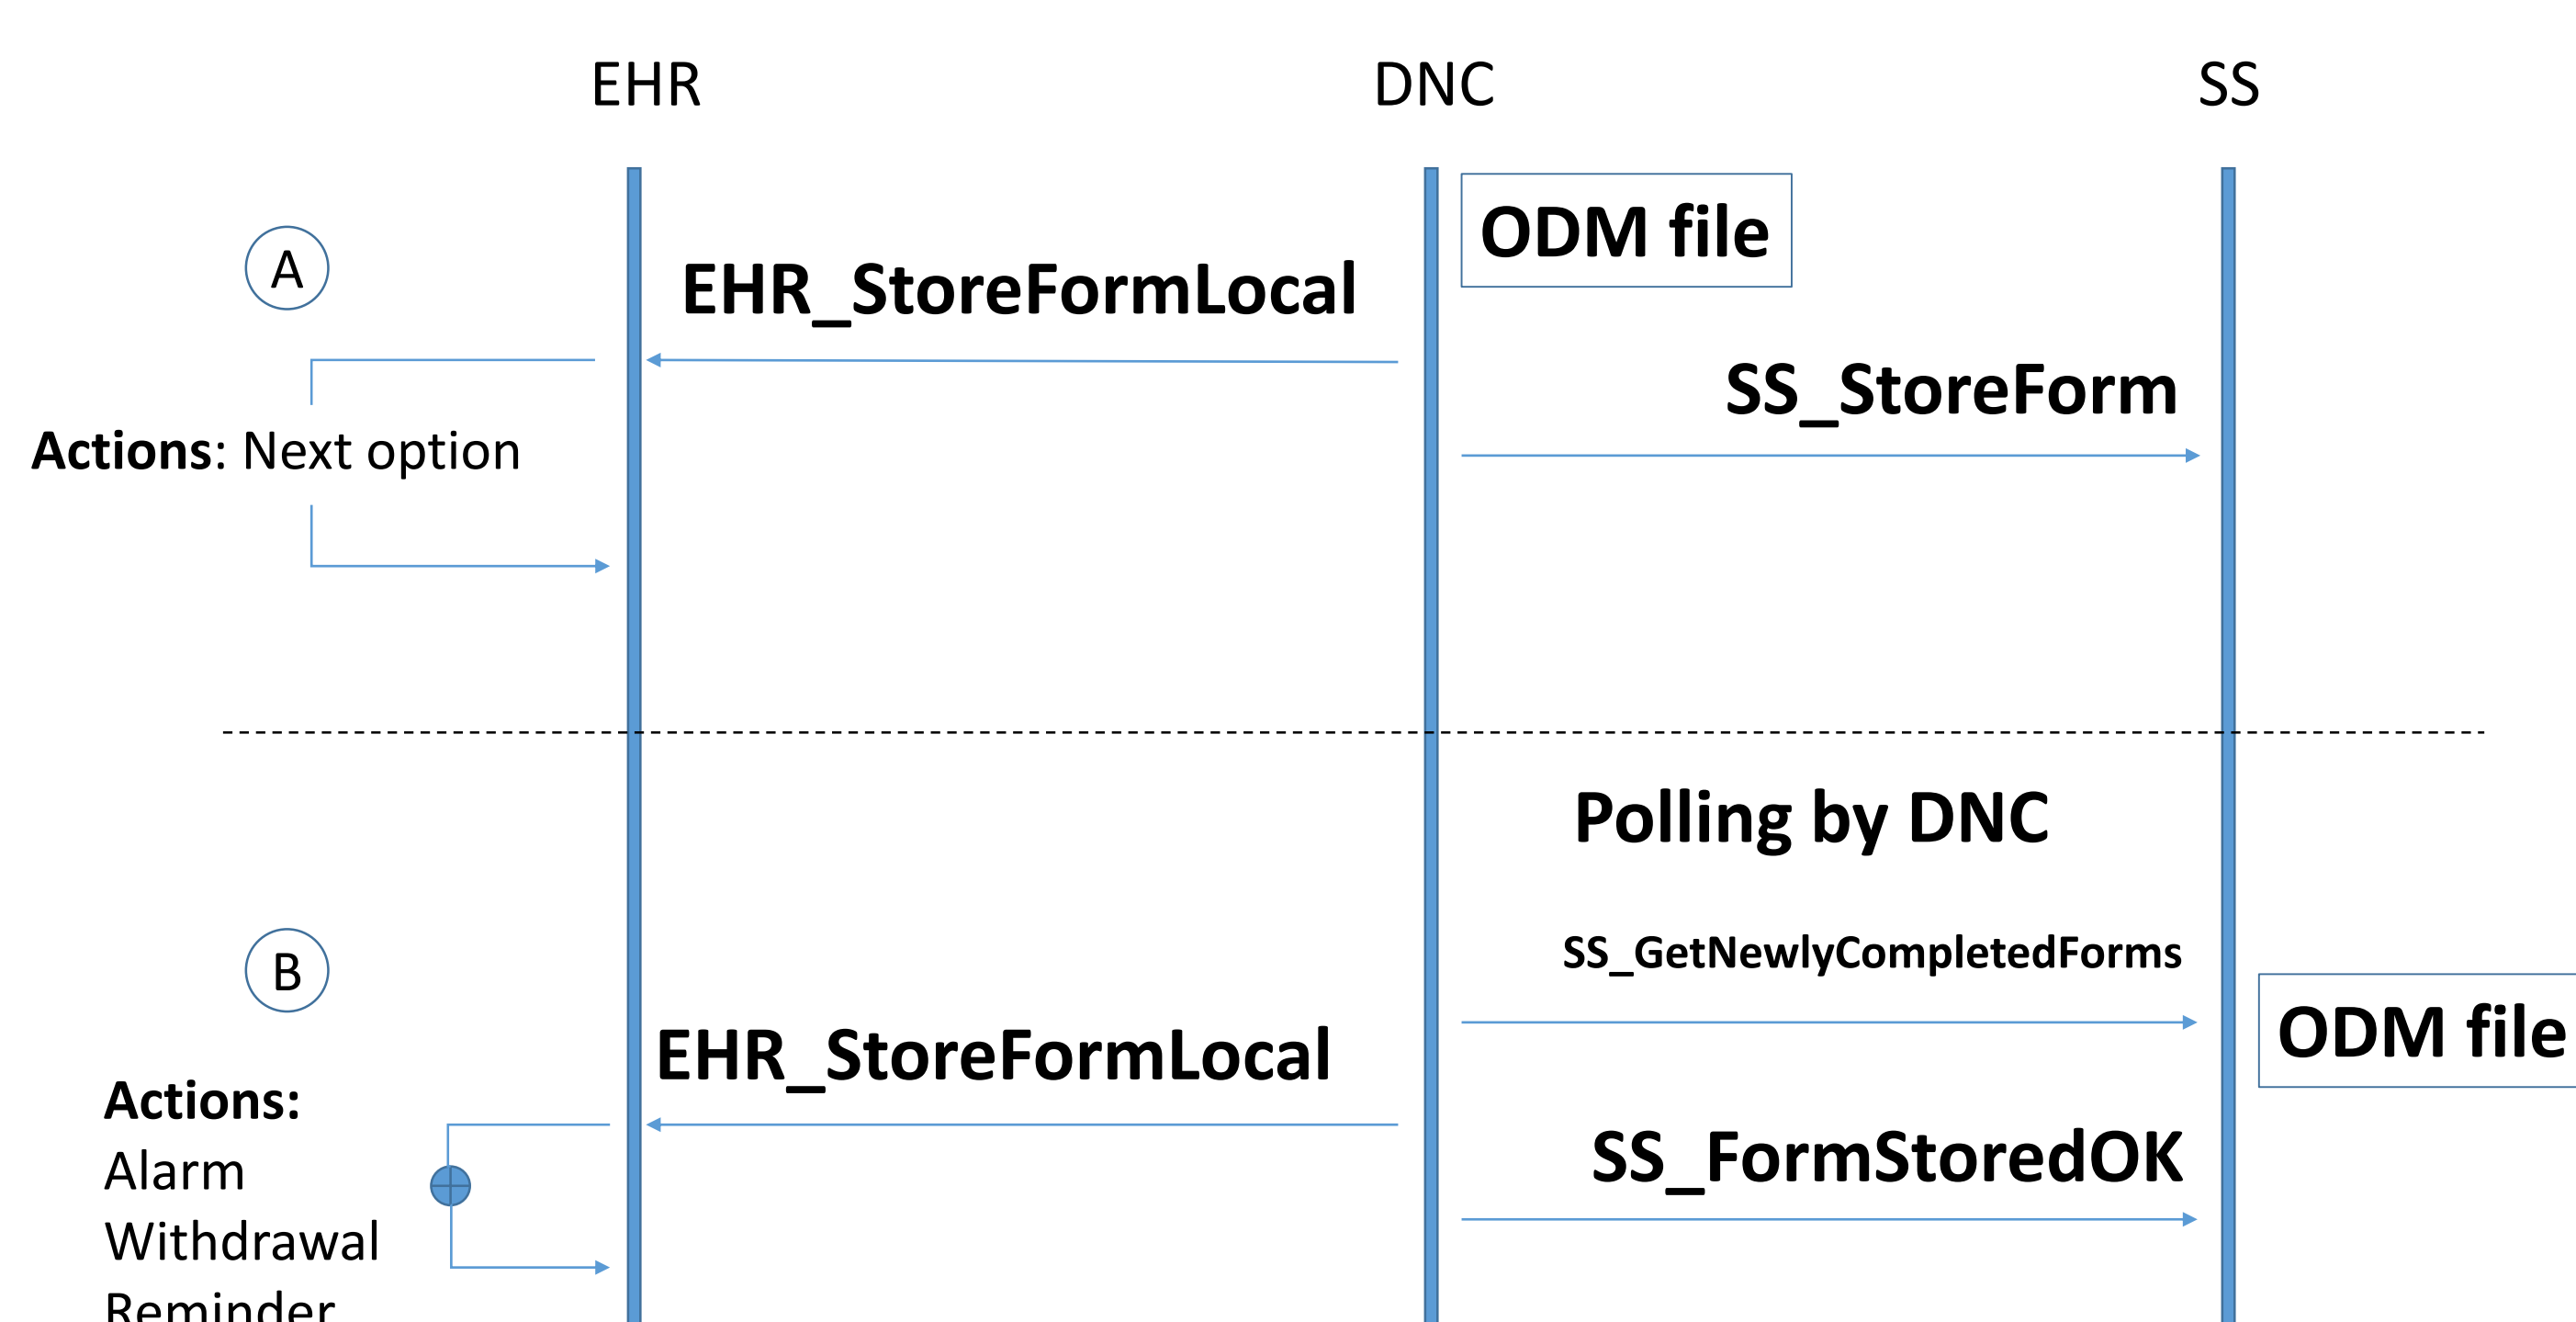 EHR
DNC
SS
ODM file
A
EHR_StoreFormLocal
SS_StoreForm
Actions: Next option
Polling by DNC
SS_GetNewlyCompletedForms
B
ODM file
EHR_StoreFormLocal
Actions:
SS_FormStoredOK
Alarm
Withdrawal
Reminder